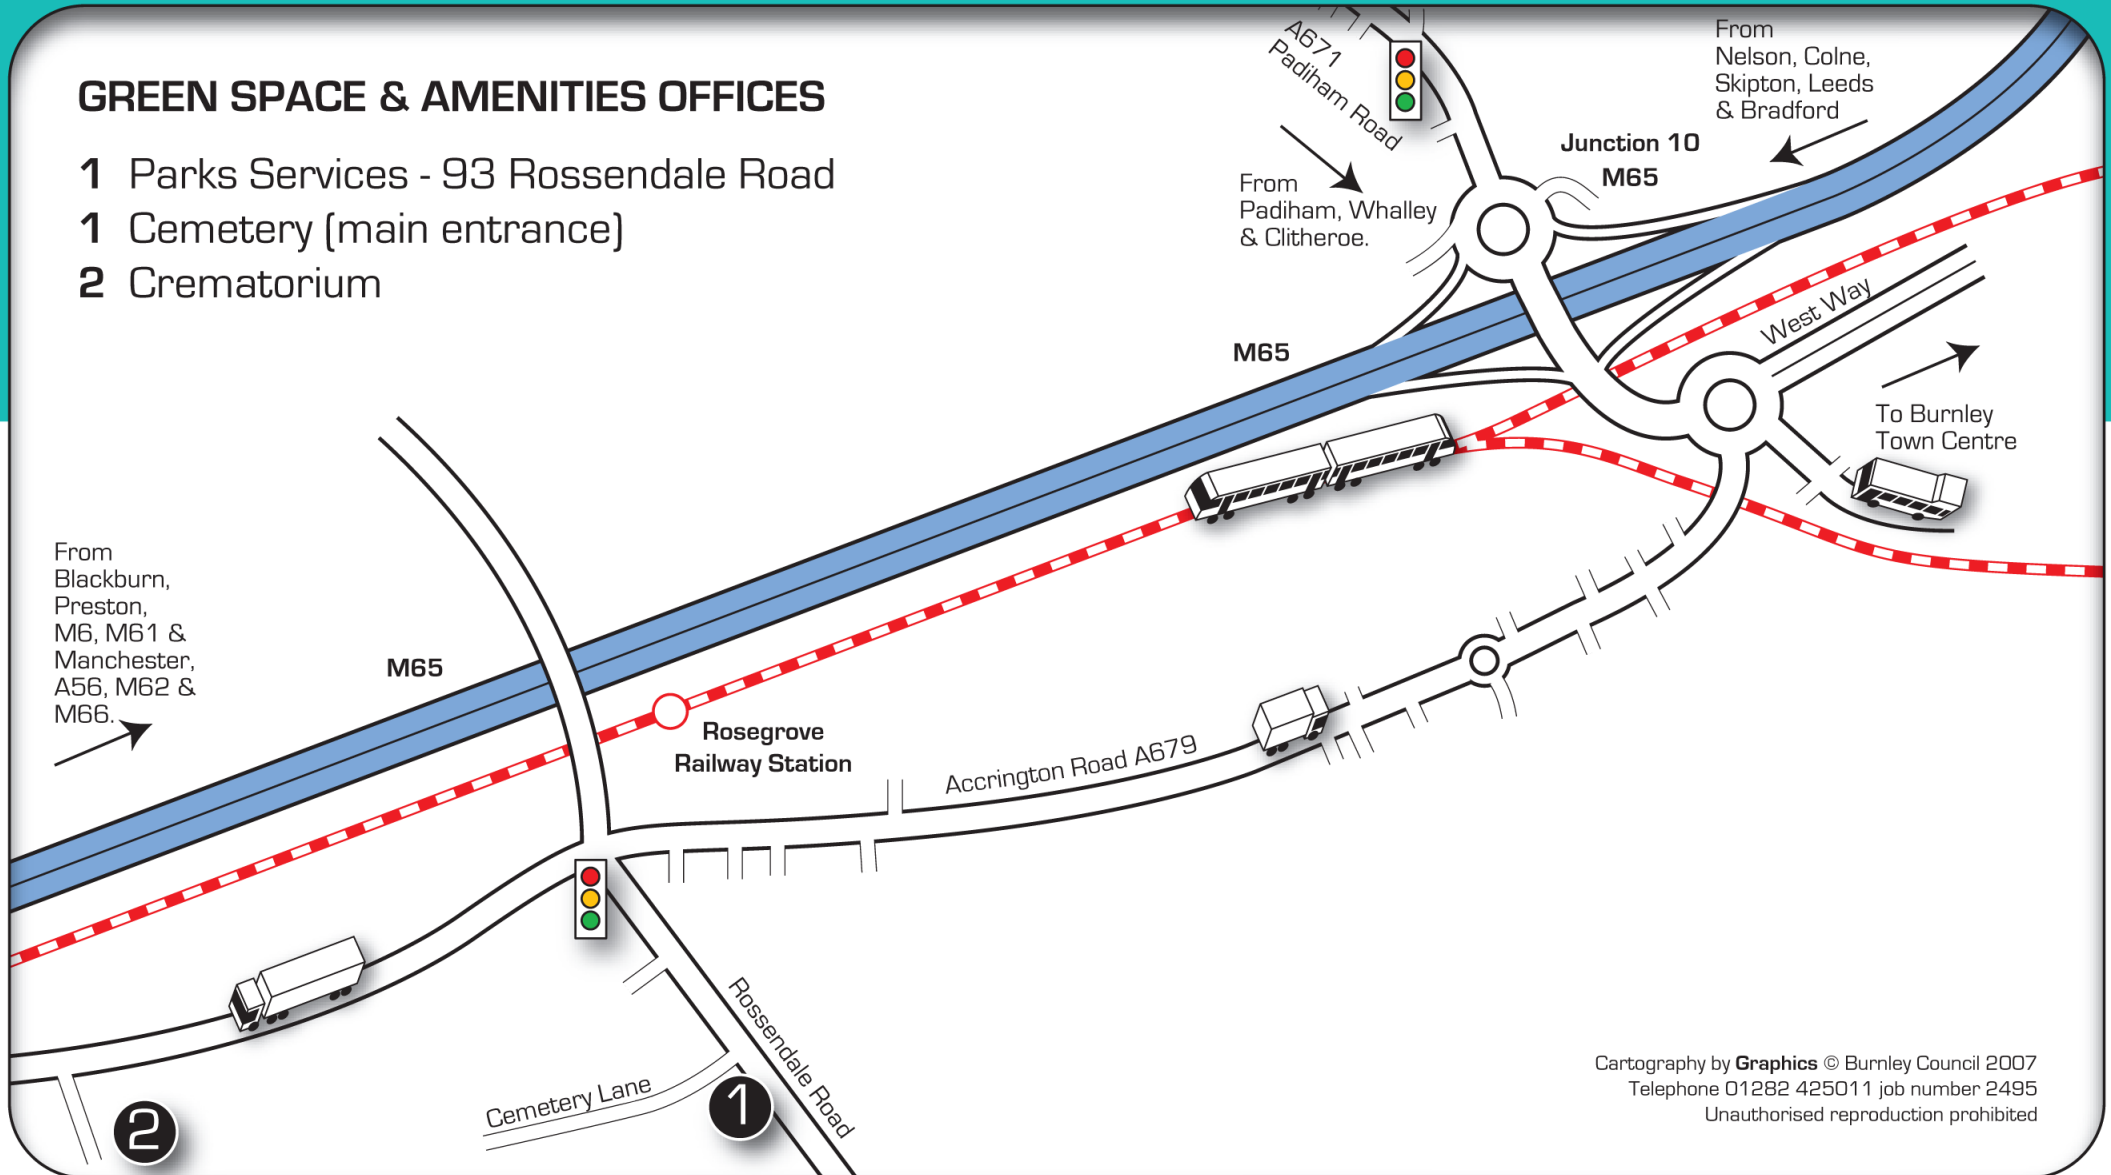 GREEN SPACE & AMENITIES OFFICES
1 Parks Services - 93 Rossendale Road
1 Cemetery (main entrance)
2 Crematorium
A671
Padiham Road
From
Nelson, Colne,
Skipton, Leeds
& Bradford
Junction 10
M65
From
Padiham, Whalley
& Clitheroe.
M65
West Way
To Burnley
Town Centre
From
Blackburn,
Preston,
M6, M61 &
Manchester,
A56, M62 &
M66.
M65
Rosegrove
Railway Station
Accrington Road A679
Rossendale Road
Cemetery Lane
1
2
Cartography by Graphics © Burnley Council 2007
Telephone 01282 425011 job number 2495
Unauthorised reproduction prohibited